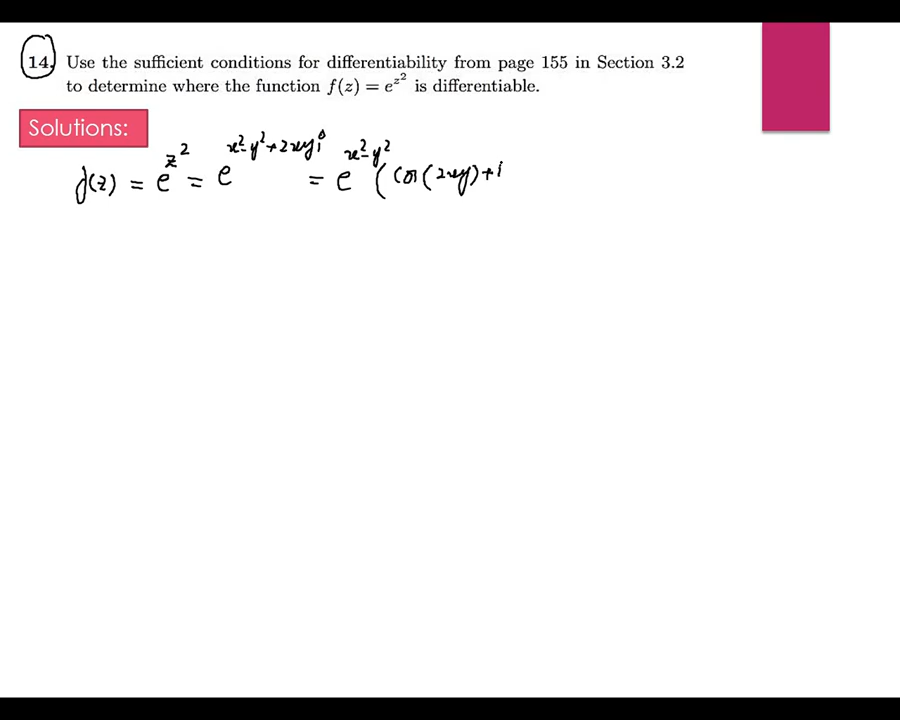 14. Use the sufficient conditions for differentiability from page 155 in Section 3.2
to determine where the function f(z) = e^{z^2} is differentiable.
Solutions:
f(z) = e^{z^2} = e^{x^2-y^2+2xyi} = e^{x^2-y^2} (cos(2xy)+i